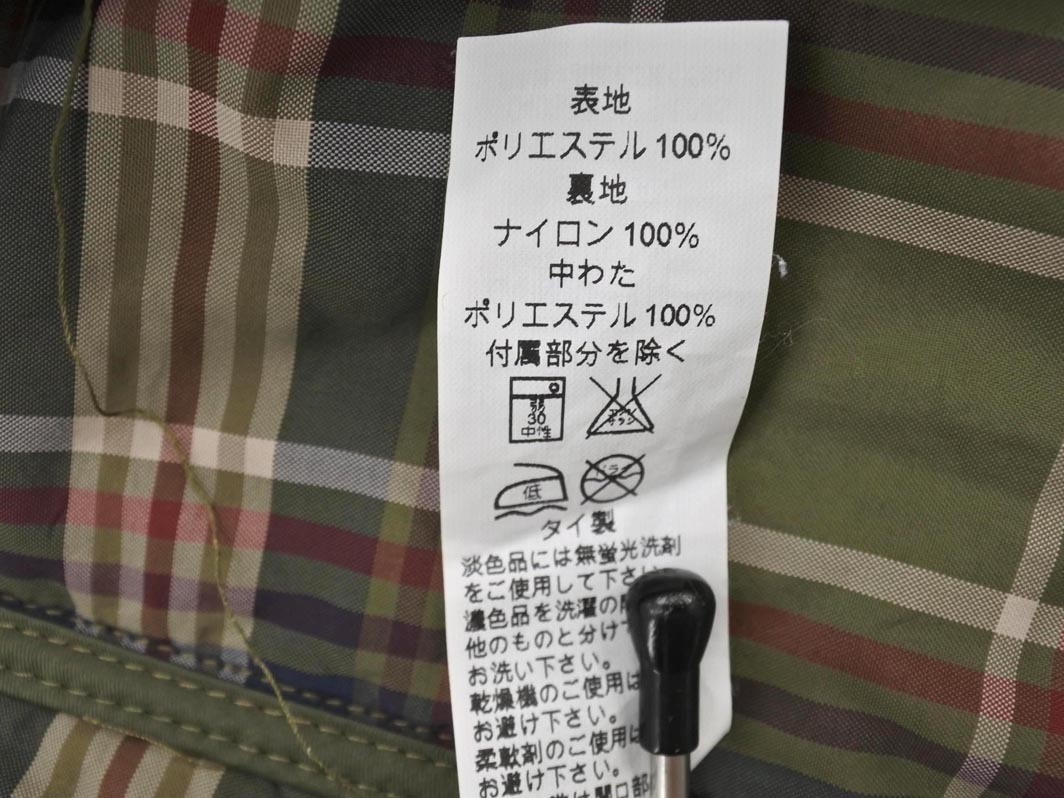 表地
ポリエステル 100%
裏地
ナイロン 100%
中わた
ポリエステル 100%
付属部分を除く
弱
30
中性
低
タイ製
淡色品には無蛍光洗剤
をご使用して下さい
濃色品を洗濯の
他のものと分け
お洗い下さい。
乾燥機のご使用は
お避け下さい。
柔軟剤のご使用は
お避け下さい。
は開口部